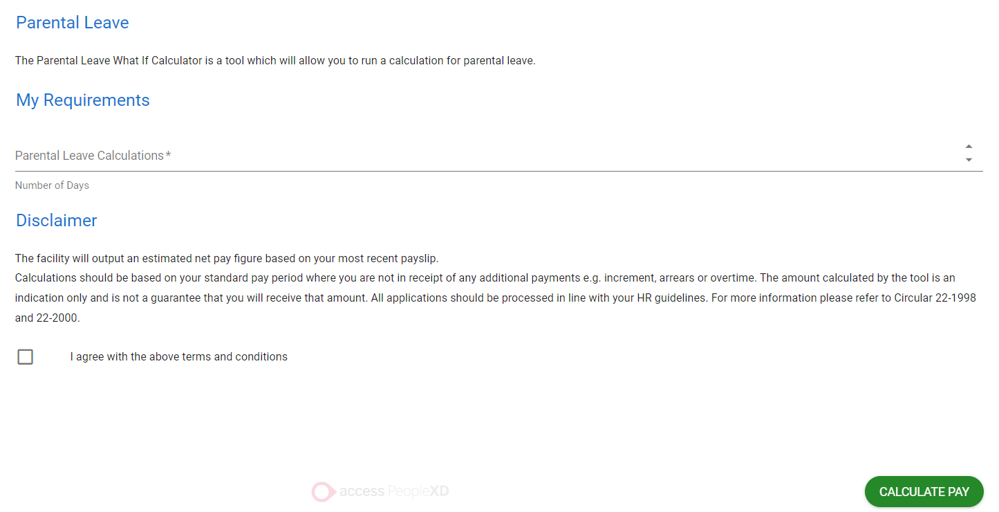 Parental Leave
The Parental Leave What If Calculator is a tool which will allow you to run a calculation for parental leave.
My Requirements
Parental Leave Calculations*
Number of Days
Disclaimer
The facility will output an estimated net pay figure based on your most recent payslip.
Calculations should be based on your standard pay period where you are not in receipt of any additional payments e.g. increment, arrears or overtime. The amount calculated by the tool is an
indication only and is not a guarantee that you will receive that amount. All applications should be processed in line with your HR guidelines. For more information please refer to Circular 22-1998
and 22-2000.
I agree with the above terms and conditions
access PeopleXD
CALCULATE PAY